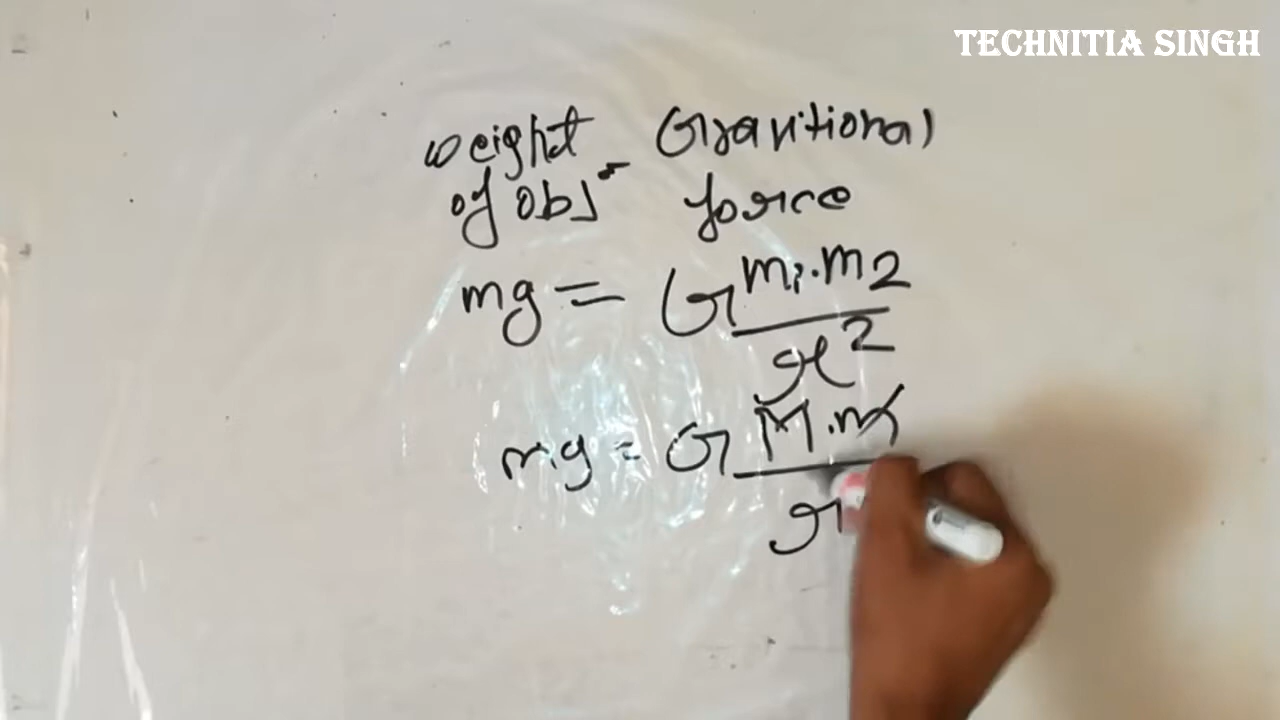 TECHNITIA SINGH
weight = Gravitional
of obj force
mg = G m1.m2
r2
mg = G M.m
r